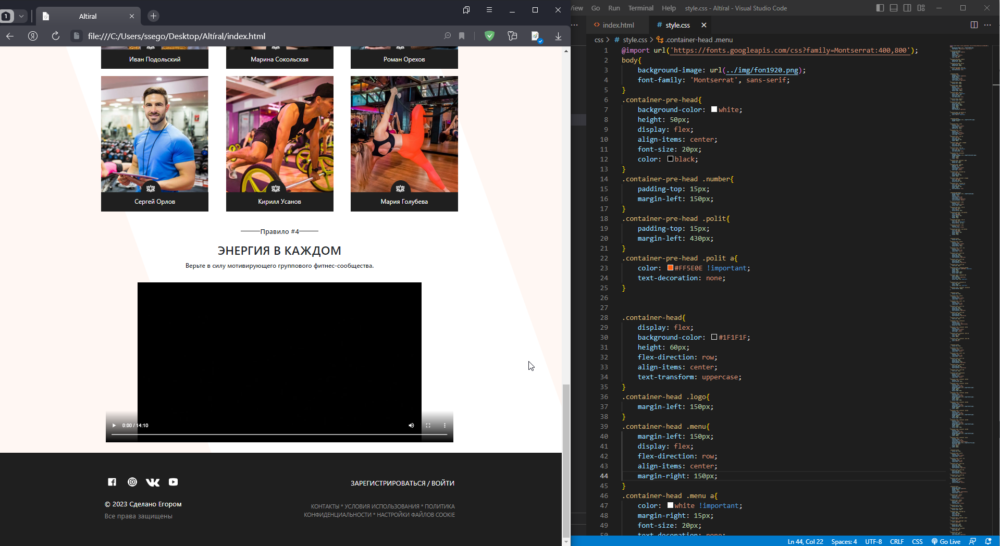 1
Altiral
file:///C:/Users/ssego/Desktop/Altíral/index.html
Иван Подольский
Марина Сокольская
Роман Орехов
Сергей Орлов
Кирилл Усанов
Мария Голубева
Правило #4
ЭНЕРГИЯ В КАЖДОМ
Верьте в силу мотивирующего группового фитнес-сообщества.
0:00 / 14:10
ЗАРЕГИСТРИРОВАТЬСЯ / ВОЙТИ
© 2023 Сделано Егором
Все права защищены
КОНТАКТЫ * УСЛОВИЯ ИСПОЛЬЗОВАНИЯ * ПОЛИТИКА
КОНФИДЕНЦИАЛЬНОСТИ * НАСТРОЙКИ ФАЙЛОВ COOKIE
View Go Run Terminal Help style.css - Altíral - Visual Studio Code
index.html # style.css
css > # style.css > .container-head .menu
1 @import url('https://fonts.googleapis.com/css?family=Montserrat:400,800');
2 body{
3 background-image: url(../img/fon1920.png);
4 font-family: 'Montserrat', sans-serif;
5 }
6 .container-pre-head{
7 background-color: white;
8 height: 50px;
9 display: flex;
10 align-items: center;
11 font-size: 20px;
12 color: black;
13 }
14 .container-pre-head .number{
15 padding-top: 15px;
16 margin-left: 150px;
17 }
18 .container-pre-head .polit{
19 padding-top: 15px;
20 margin-left: 430px;
21 }
22 .container-pre-head .polit a{
23 color: #FF5E0E !important;
24 text-decoration: none;
25 }
26
27
28 .container-head{
29 display: flex;
30 background-color: #1F1F1F;
31 height: 60px;
32 flex-direction: row;
33 align-items: center;
34 text-transform: uppercase;
35 }
36 .container-head .logo{
37 margin-left: 150px;
38 }
39 .container-head .menu{
40 margin-left: 150px;
41 display: flex;
42 flex-direction: row;
43 align-items: center;
44 margin-right: 150px;
45 }
46 .container-head .menu a{
47 color: white !important;
48 margin-right: 15px;
49 font-size: 20px;
50 text-decoration: none;
Ln 44, Col 22 Spaces: 4 UTF-8 CRLF CSS Go Live